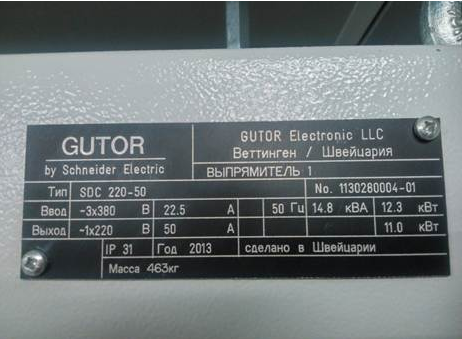 GUTOR
by Schneider Electric
GUTOR Electronic LLC
Веттинген / Швейцария
ВЫПРЯМИТЕЛЬ 1
Тип SDC 220-50 No. 1130280004-01
Ввод ~3x380 В 22.5 А 50 Гц 14.8 кВА 12.3 кВт
Выход ~1x220 В 50 А 11.0 кВт
IP 31 Год 2013 сделано в Швейцарии
Масса 463кг